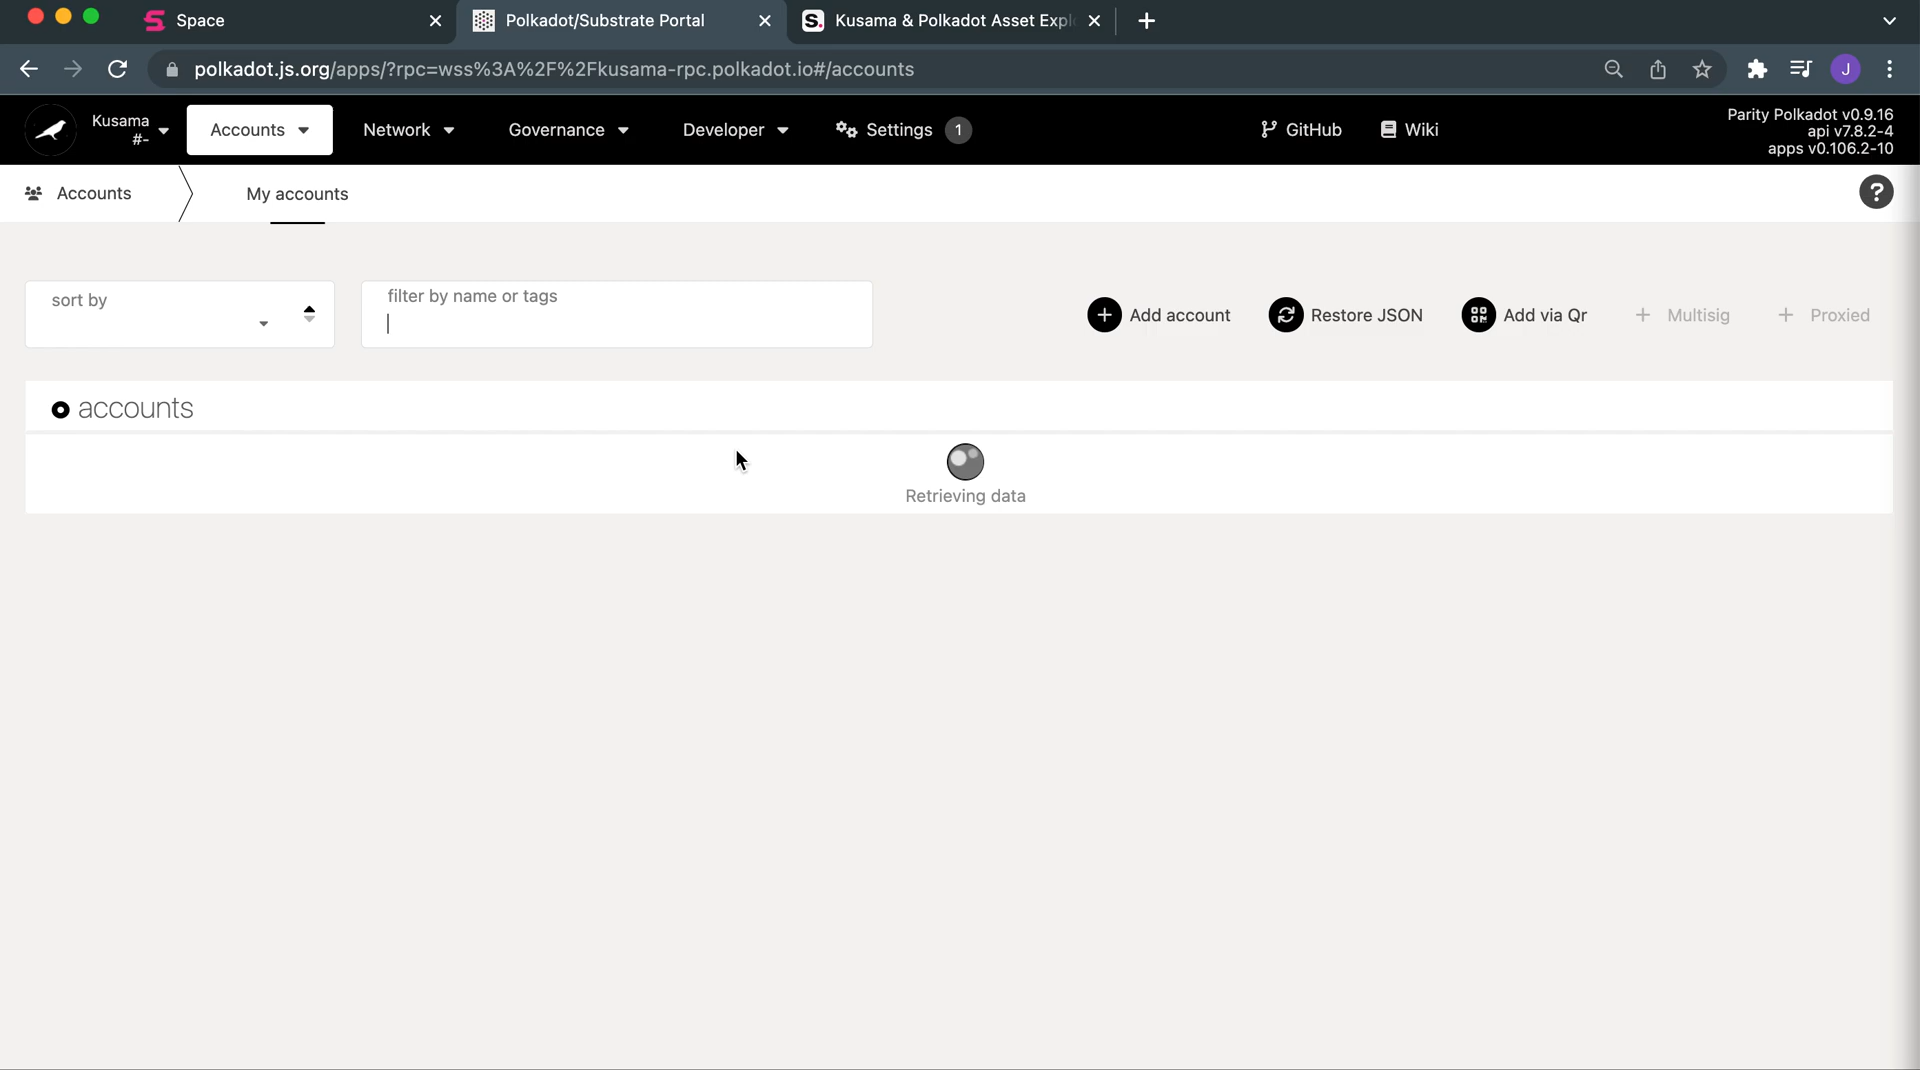 Space
Polkadot/Substrate Portal
Kusama & Polkadot Asset Expl
polkadot.js.org/apps/?rpc=wss%3A%2F%2Fkusama-rpc.polkadot.io#/accounts
J
Kusama
#-
Accounts
Network
Governance
Developer
Settings 1
GitHub
Wiki
Parity Polkadot v0.9.16
api v7.8.2-4
apps v0.106.2-10
Accounts
My accounts
?
sort by
filter by name or tags
Add account
Restore JSON
Add via Qr
Multisig
Proxied
accounts
Retrieving data